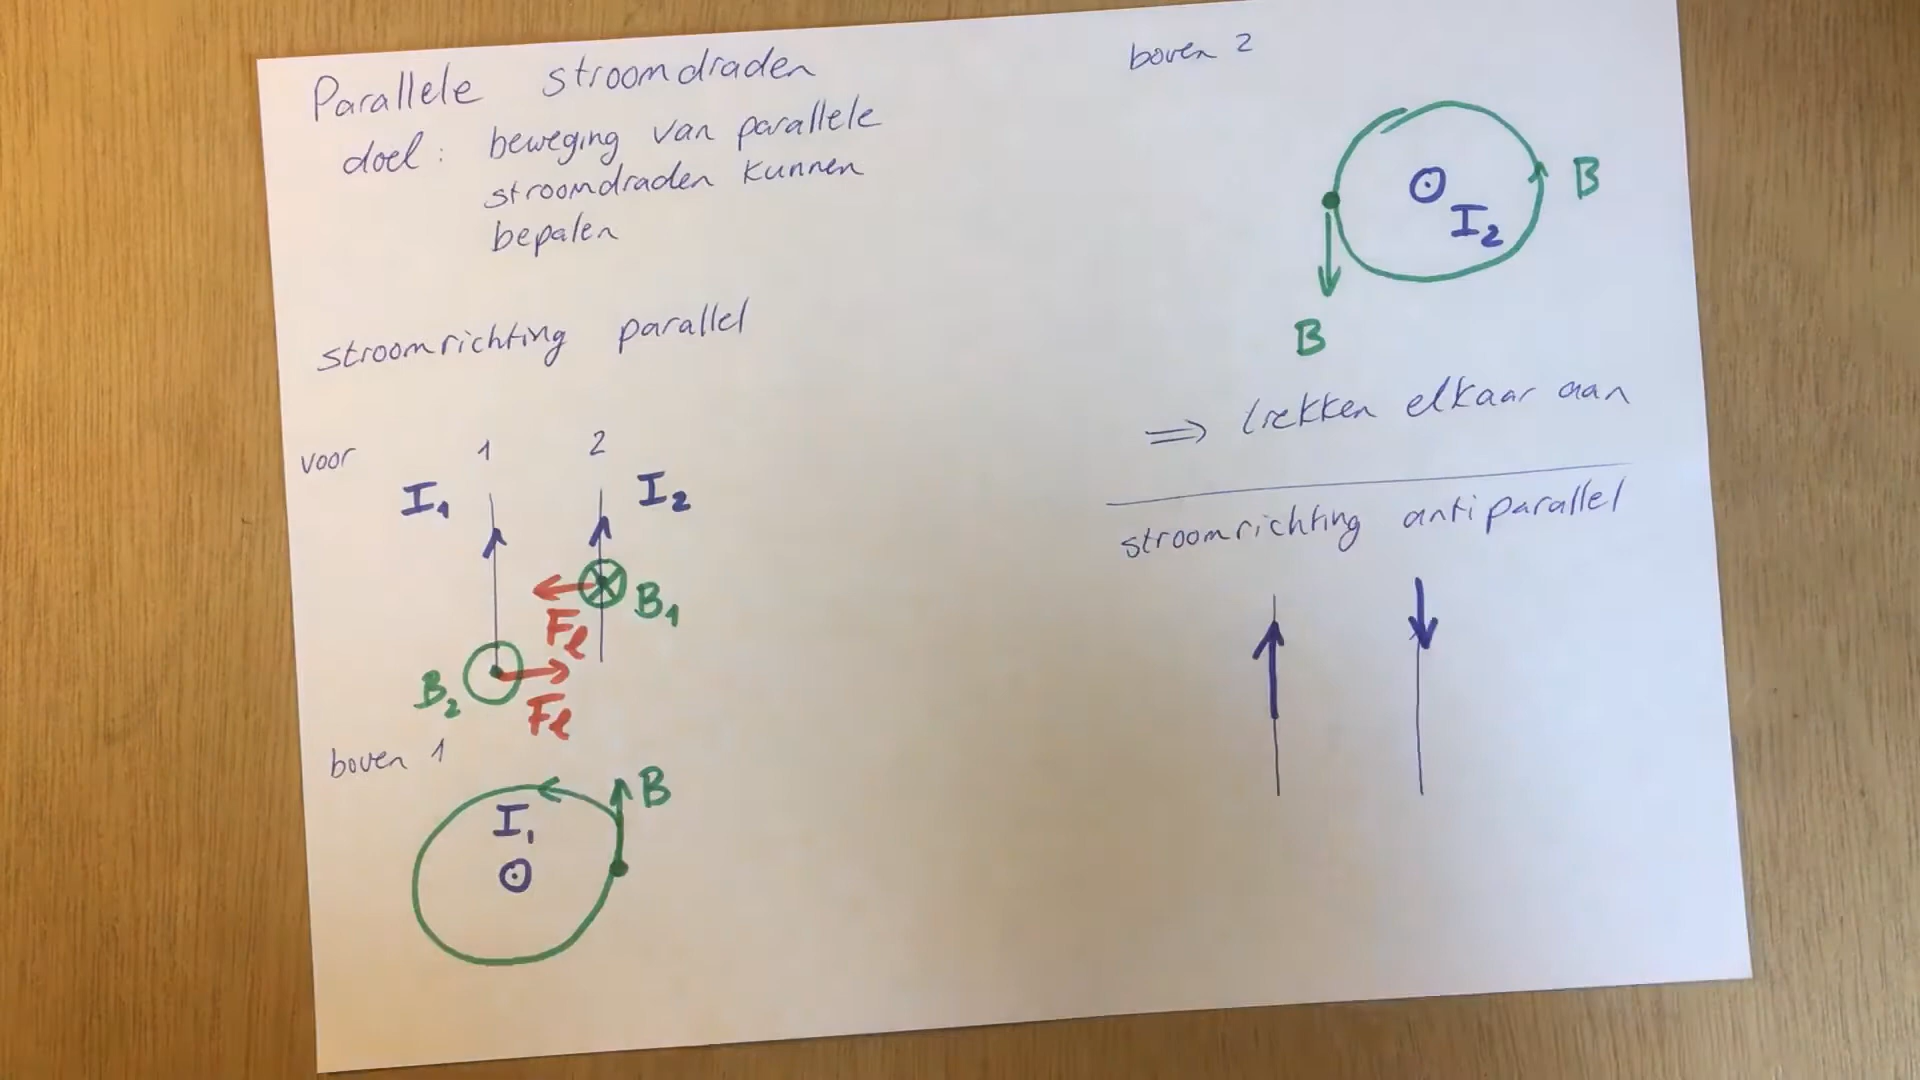 Parallele stroomdraden
doel: beweging van parallele
stroomdraden kunnen
bepalen
stroomrichting parallel
voor
1 2
I₁ I₂
B₁
Fl
B₂
Fl
boven 1
B
I₁
boven 2
B
I₂
B
⇒ trekken elkaar aan
stroomrichting antiparallel